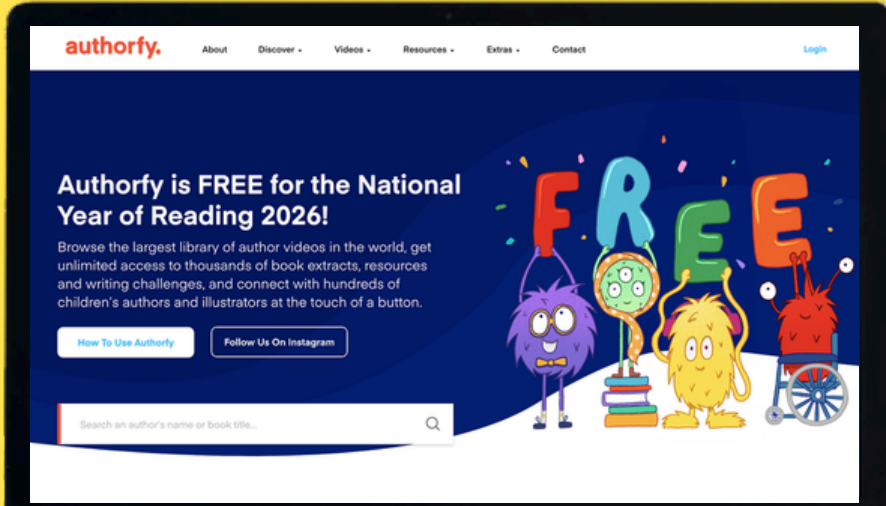 authorfy.
About Discover Videos Resources Extras Contact Login
Authorfy is FREE for the National
Year of Reading 2026!
Browse the largest library of author videos in the world, get
unlimited access to thousands of book extracts, resources
and writing challenges, and connect with hundreds of
children's authors and illustrators at the touch of a button.
How To Use Authorfy Follow Us On Instagram
Search an author's name or book title...
FREE